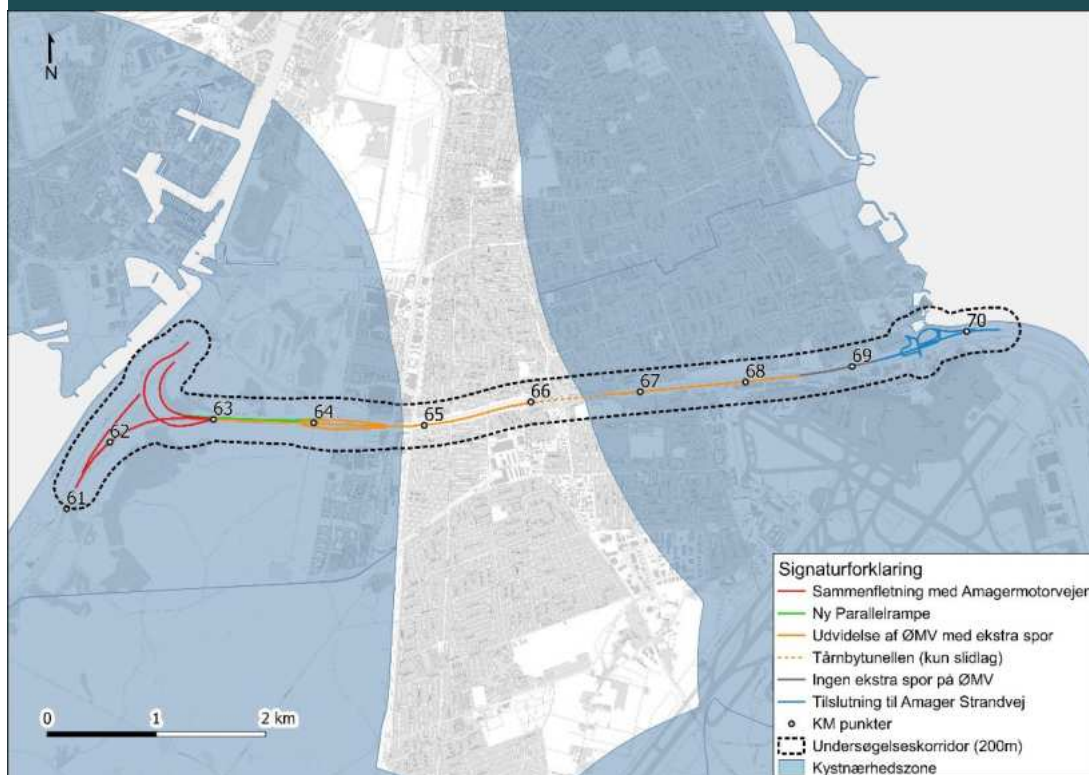 N
70
69
68
67
66
65
64
63
62
61
0 1 2 km
Signaturforklaring
Sammenfletning med Amagermotorvejen
Ny Parallelrampe
Udvidelse af ØMV med ekstra spor
Tårnbytunellen (kun slidlag)
Ingen ekstra spor på ØMV
Tilslutning til Amager Strandvej
KM punkter
Undersøgelseskorridor (200m)
Kystnærhedszone